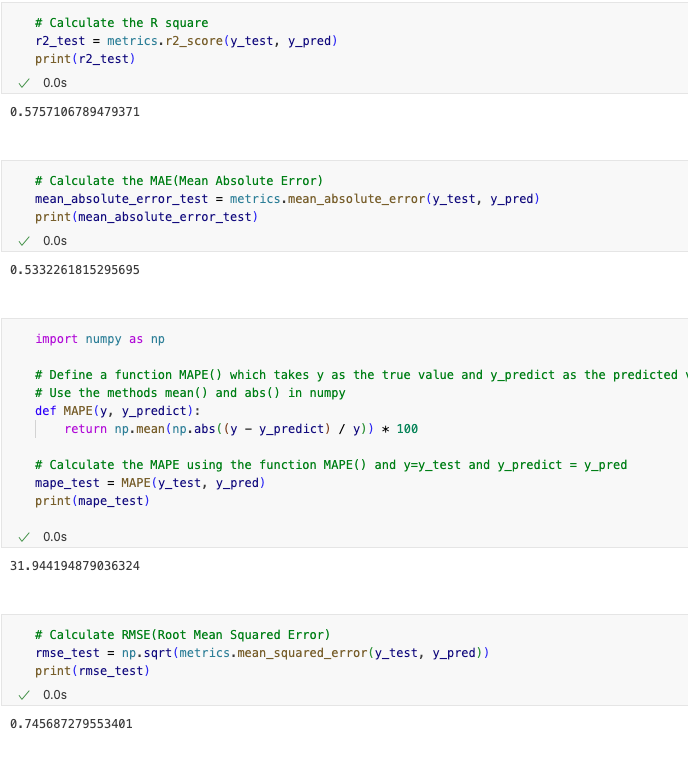 # Calculate the R square
r2_test = metrics.r2_score(y_test, y_pred)
print(r2_test)
0.0s
0.5757106789479371
# Calculate the MAE(Mean Absolute Error)
mean_absolute_error_test = metrics.mean_absolute_error(y_test, y_pred)
print(mean_absolute_error_test)
0.0s
0.5332261815295695
import numpy as np
# Define a function MAPE() which takes y as the true value and y_predict as the predicted
# Use the methods mean() and abs() in numpy
def MAPE(y, y_predict):
return np.mean(np.abs((y - y_predict) / y)) * 100
# Calculate the MAPE using the function MAPE() and y=y_test and y_predict = y_pred
mape_test = MAPE(y_test, y_pred)
print(mape_test)
0.0s
31.944194879036324
# Calculate RMSE(Root Mean Squared Error)
rmse_test = np.sqrt(metrics.mean_squared_error(y_test, y_pred))
print(rmse_test)
0.0s
0.745687279553401